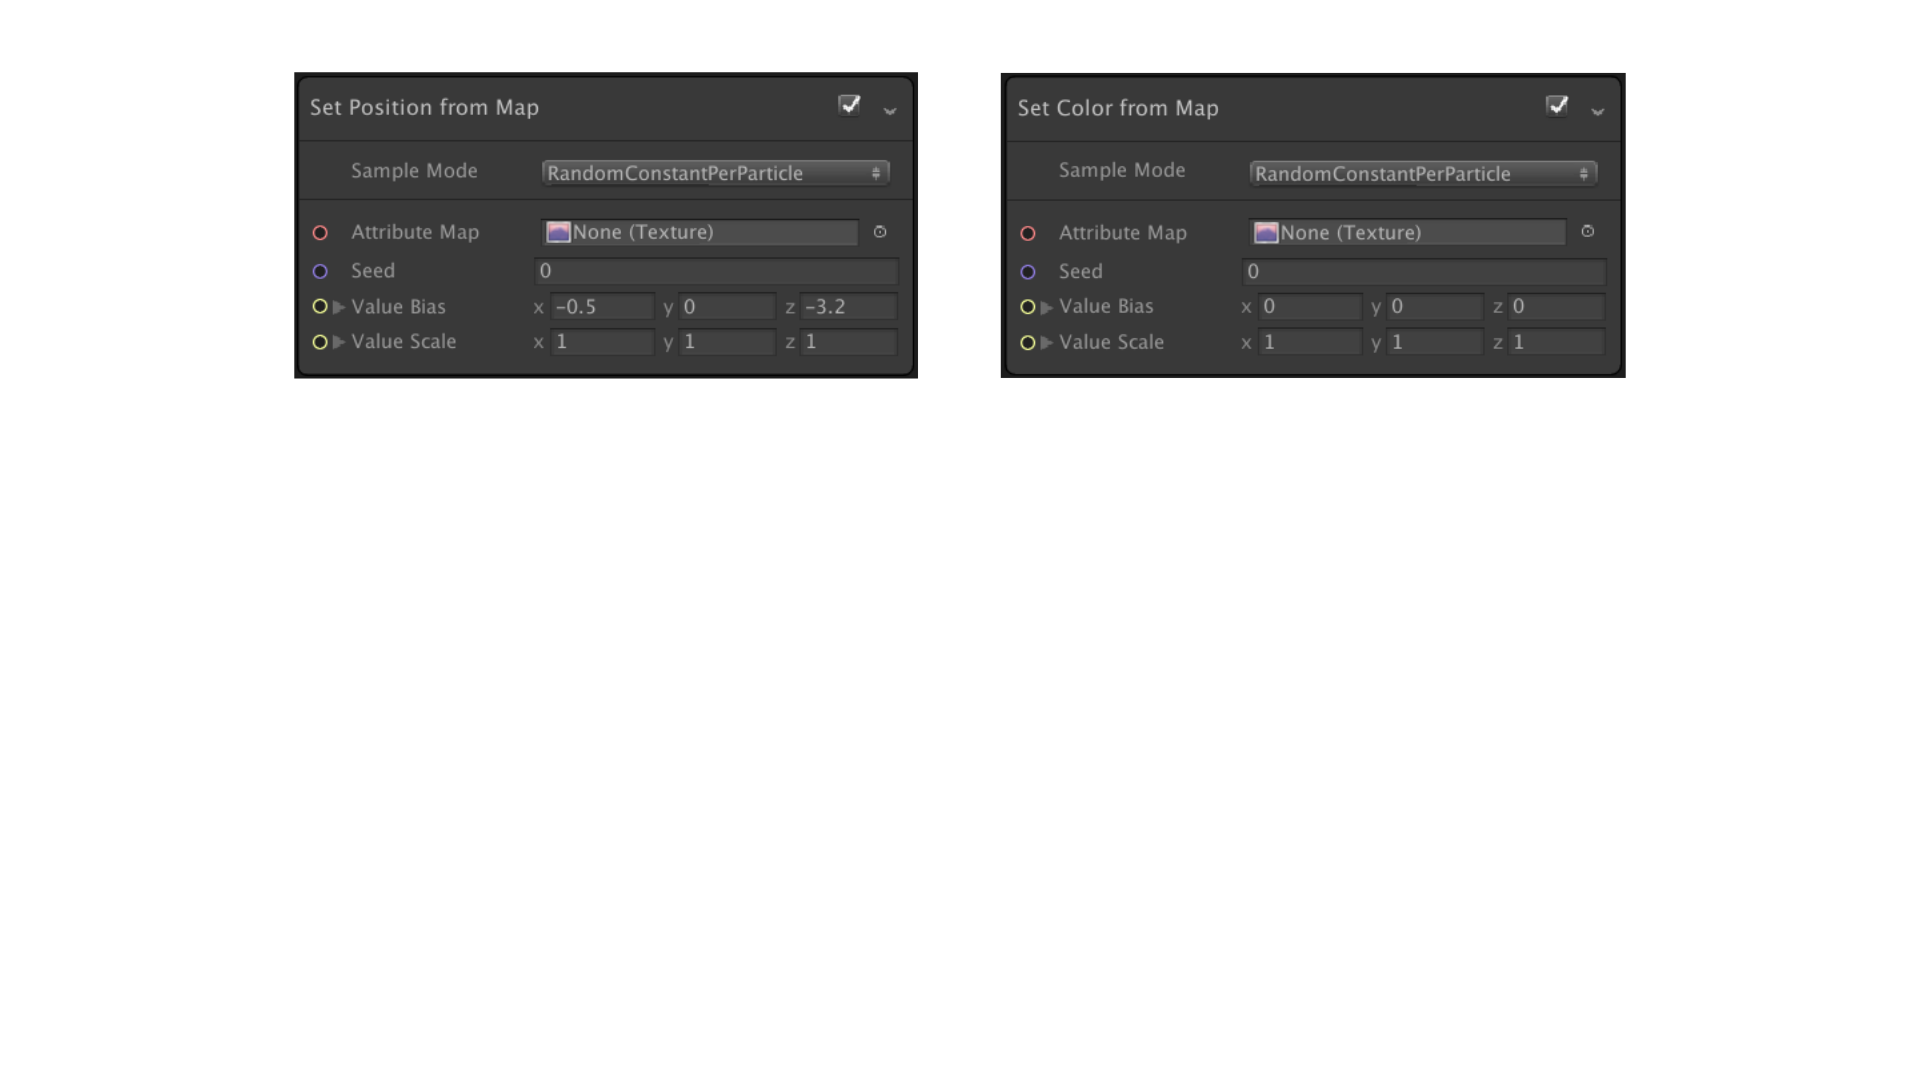 Set Position from Map
Sample Mode RandomConstantPerParticle
Attribute Map None (Texture)
Seed 0
Value Bias x -0.5 y 0 z -3.2
Value Scale x 1 y 1 z 1
Set Color from Map
Sample Mode RandomConstantPerParticle
Attribute Map None (Texture)
Seed 0
Value Bias x 0 y 0 z 0
Value Scale x 1 y 1 z 1